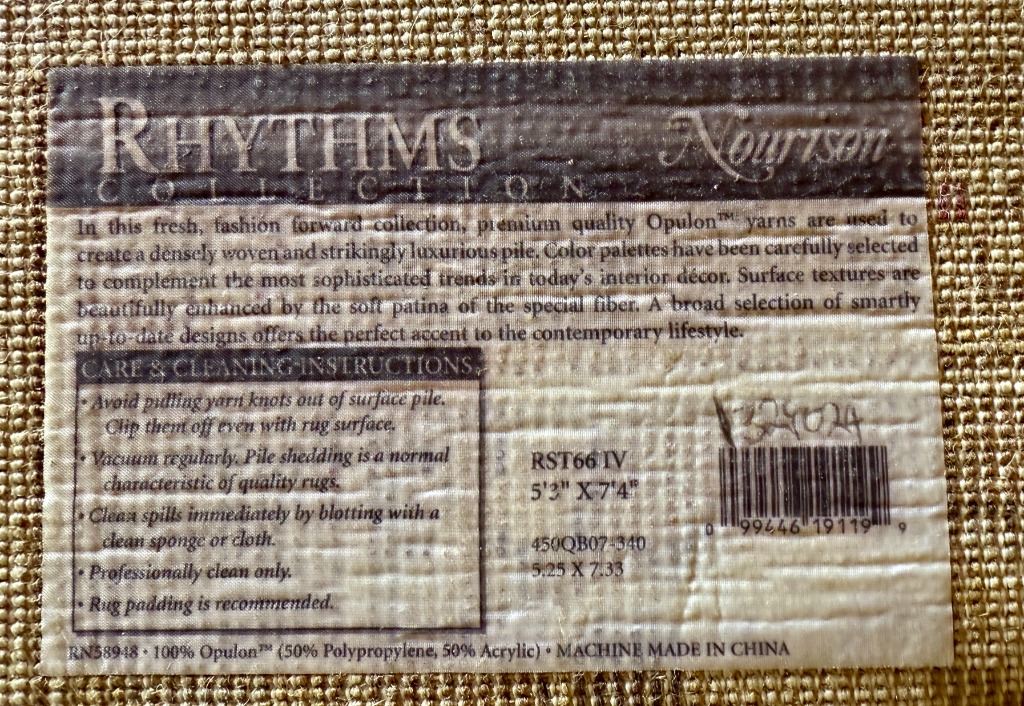 RHYTHMS
COLLECTION
Nourison
In this fresh, fashion forward collection, premium quality Opulon™ yarns are used to
create a densely woven and strikingly luxurious pile. Color palettes have been carefully selected
to complement the most sophisticated trends in today's interior décor. Surface textures are
beautifully enhanced by the soft patina of the special fiber. A broad selection of smartly
up-to-date designs offers the perfect accent to the contemporary lifestyle.
CARE & CLEANING INSTRUCTIONS
• Avoid pulling yarn knots out of surface pile.
Clip them off even with rug surface.
• Vacuum regularly. Pile shedding is a normal
characteristic of quality rugs.
• Clean spills immediately by blotting with a
clean sponge or cloth.
• Professionally clean only.
• Rug padding is recommended.
RST66 IV
5'3" X 7'4"
450QB07-340
5.25 X 7.33
0 99446 19119 9
RN58948 • 100% Opulon™ (50% Polypropylene, 50% Acrylic) • MACHINE MADE IN CHINA